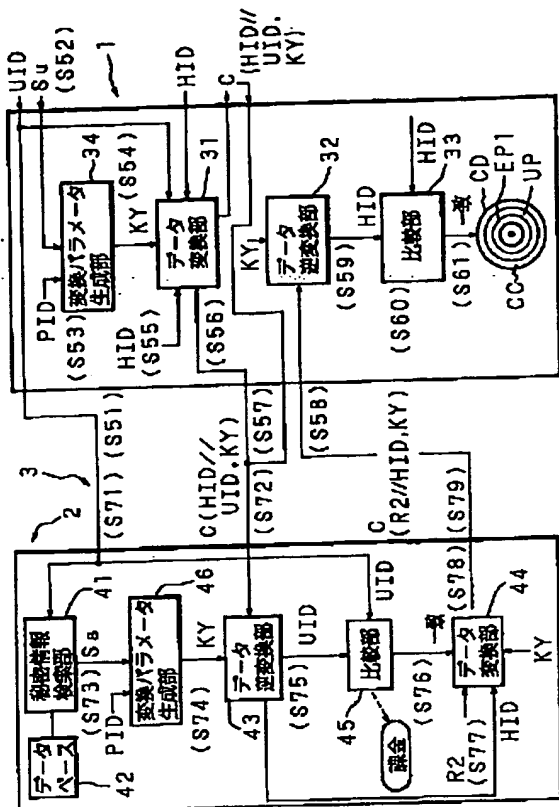 UID
Su
(S52)
1
変換パラメータ
生成部
34
PID
(S53)
KY
(S54)
HID
データ
変換部
31
HID
(S55)
(S56)
C
(HID//
UID,KY)
KY
データ
逆変換部
32
(S59)
HID
(S58)
(S57)
比較部
33
HID
(S60)
一致
(S61)
CD
EP1
UP
CC
(S51)
(S71)
3
2
C(HID//
UID,KY)
(S72)
秘密情報
検索部
41
データ
ベース
42
(S73)
Ss
PID
変換パラメータ
生成部
46
(S74)
KY
データ
逆変換部
43
(S75)
UID
UID
比較部
45
課金
(S76)
一致
データ
変換部
44
R2
(S77)
HID
KY
(S78)
C
(R2//HID,KY)
(S79)